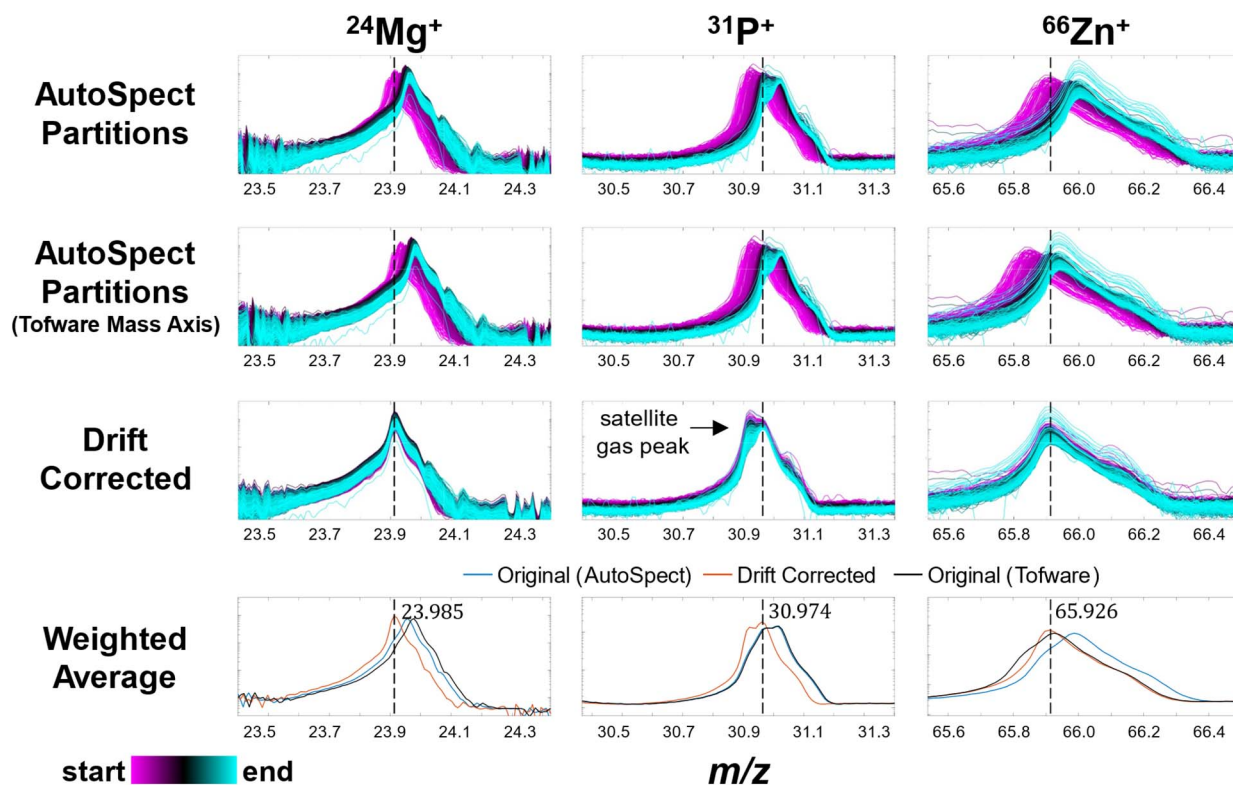 ²⁴Mg⁺ ³¹P⁺ ⁶⁶Zn⁺
AutoSpect
Partitions
23.5 23.7 23.9 24.1 24.3 30.5 30.7 30.9 31.1 31.3 65.6 65.8 66.0 66.2 66.4
AutoSpect
Partitions
(Tofware Mass Axis)
23.5 23.7 23.9 24.1 24.3 30.5 30.7 30.9 31.1 31.3 65.6 65.8 66.0 66.2 66.4
Drift
Corrected
satellite
gas peak
23.5 23.7 23.9 24.1 24.3 30.5 30.7 30.9 31.1 31.3 65.6 65.8 66.0 66.2 66.4
Original (AutoSpect) Drift Corrected Original (Tofware)
Weighted
Average
23.985 30.974 65.926
23.5 23.7 23.9 24.1 24.3 30.5 30.7 30.9 31.1 31.3 65.6 65.8 66.0 66.2 66.4
start end m/z